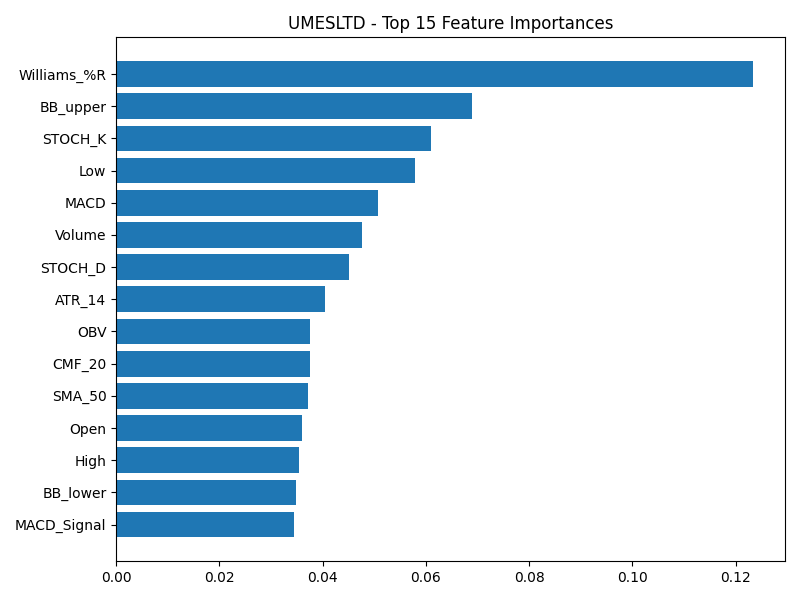 UMESLTD - Top 15 Feature Importances
Williams_%R
BB_upper
STOCH_K
Low
MACD
Volume
STOCH_D
ATR_14
OBV
CMF_20
SMA_50
Open
High
BB_lower
MACD_Signal
0.00 0.02 0.04 0.06 0.08 0.10 0.12